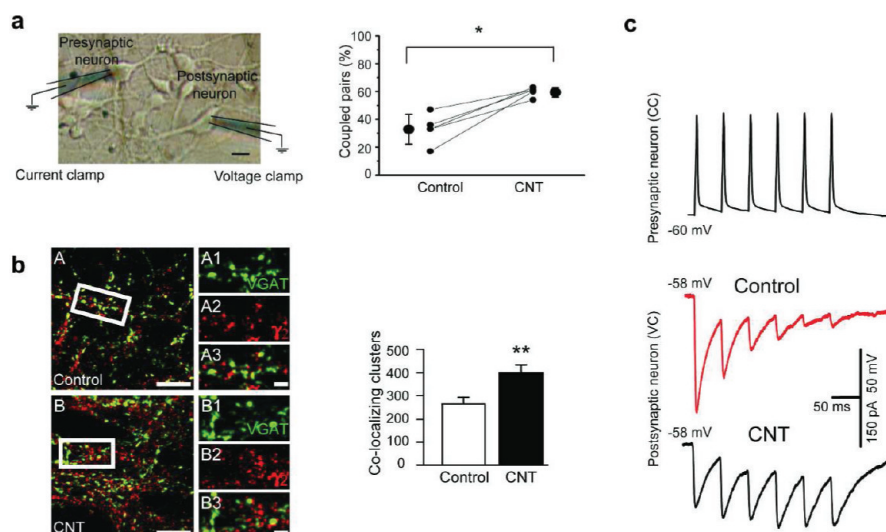 a
Presynaptic
neuron
Postsynaptic
neuron
Current clamp
Voltage clamp
Coupled pairs (%)
100
80
60
40
20
0
*
Control
CNT
b
A
Control
A1
VGAT
A2
γ2
A3
B
CNT
B1
VGAT
B2
γ2
B3
Co-localizing clusters
500
400
300
200
100
0
**
Control
CNT
c
Presynaptic neuron (CC)
-60 mV
Postsynaptic neuron (VC)
-58 mV
Control
-58 mV
CNT
50 ms
150 pA
50 mV